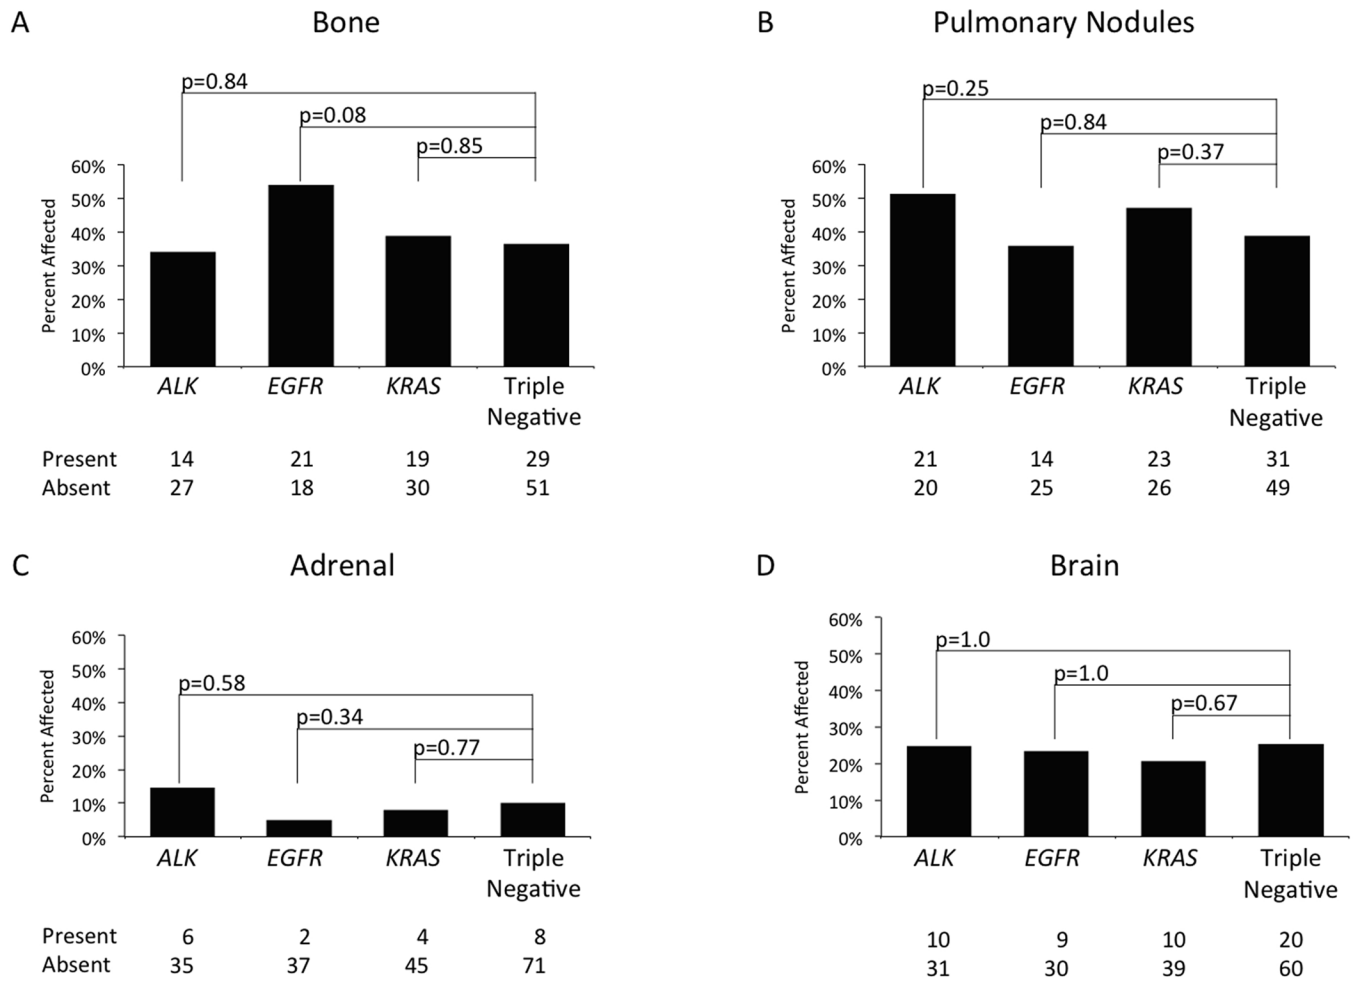 A Bone
p=0.84
p=0.08
p=0.85
60%
50%
40%
30%
20%
10%
0%
Percent Affected
ALK EGFR KRAS Triple Negative
Present 14 21 19 29
Absent 27 18 30 51
B Pulmonary Nodules
p=0.25
p=0.84
p=0.37
60%
50%
40%
30%
20%
10%
0%
Percent Affected
ALK EGFR KRAS Triple Negative
21 14 23 31
20 25 26 49
C Adrenal
60%
50%
40%
30%
20%
10%
0%
Percent Affected
p=0.58
p=0.34
p=0.77
ALK EGFR KRAS Triple Negative
Present 6 2 4 8
Absent 35 37 45 71
D Brain
60%
50%
40%
30%
20%
10%
0%
Percent Affected
p=1.0
p=1.0
p=0.67
ALK EGFR KRAS Triple Negative
10 9 10 20
31 30 39 60